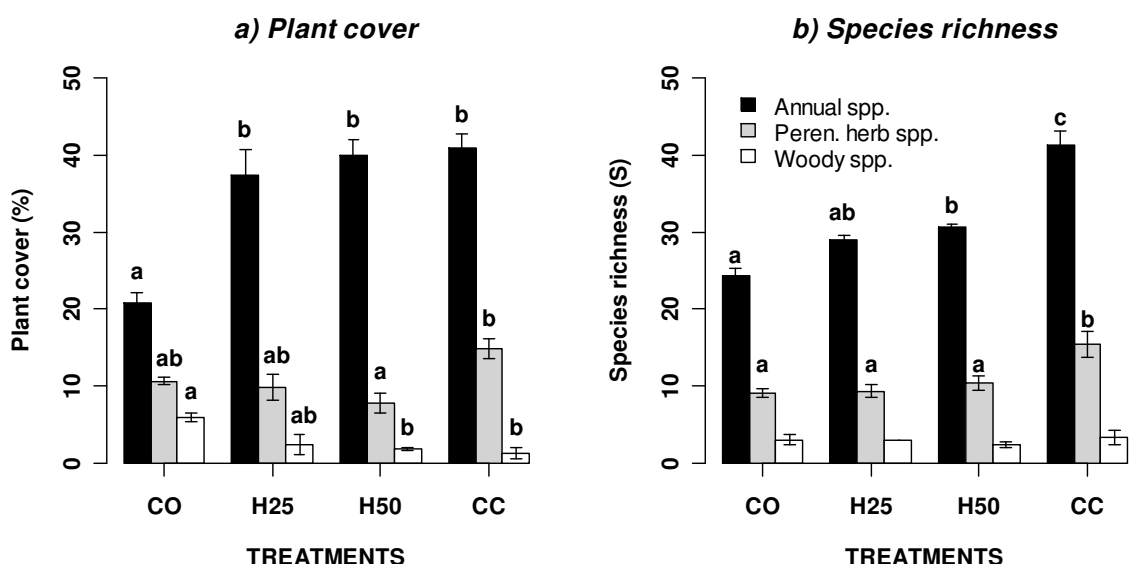 a) Plant cover
Plant cover (%)
0
10
20
30
40
50
a
ab
a
b
ab
b
a
b
b
b
b
CO
H25
H50
CC
TREATMENTS
b) Species richness
Species richness (S)
0
10
20
30
40
50
Annual spp.
Peren. herb spp.
Woody spp.
a
a
ab
a
b
a
c
b
CO
H25
H50
CC
TREATMENTS